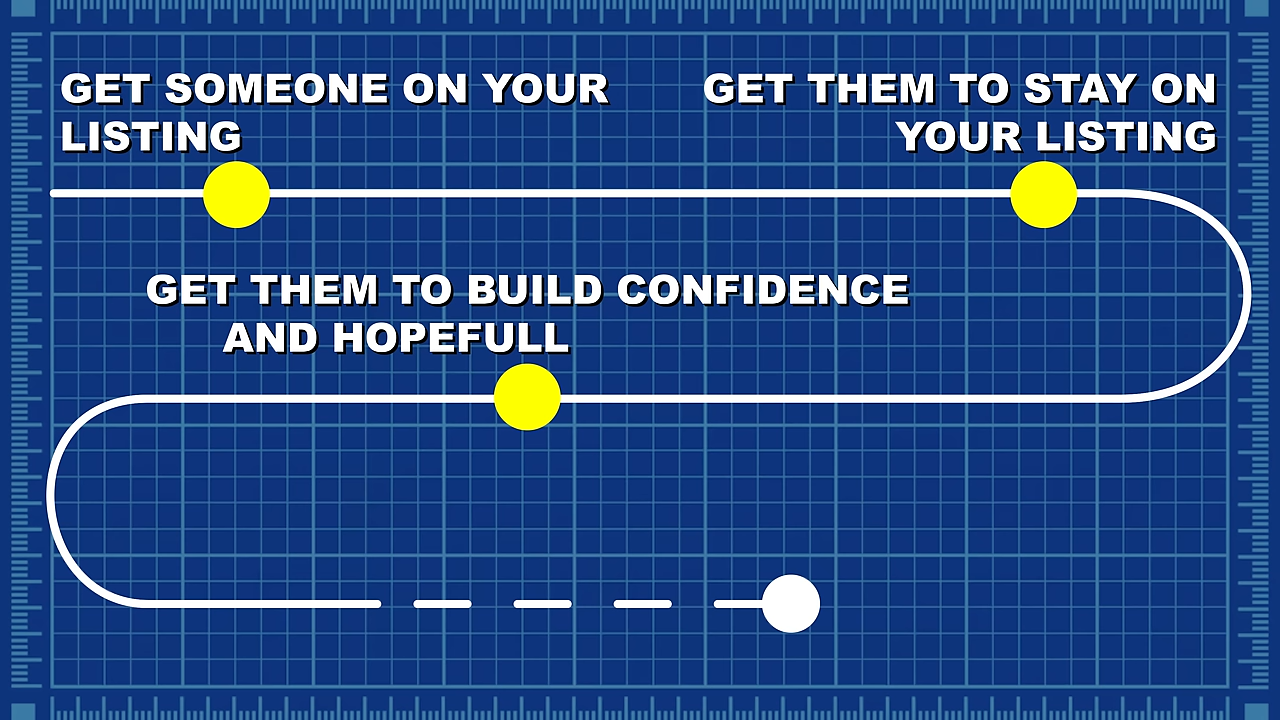 GET SOMEONE ON YOUR
LISTING
GET THEM TO STAY ON
YOUR LISTING
GET THEM TO BUILD CONFIDENCE
AND HOPEFULL